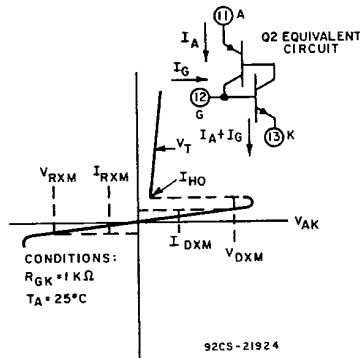 11 A
Q2 EQUIVALENT
CIRCUIT
I_A
I_G
12
G
I_A+I_G
13 K
V_T
V_RXM
I_RXM
I_HO
V_AK
I_DXM
V_DXM
CONDITIONS:
R_GK = 1 KΩ
T_A = 25°C
92CS-21924